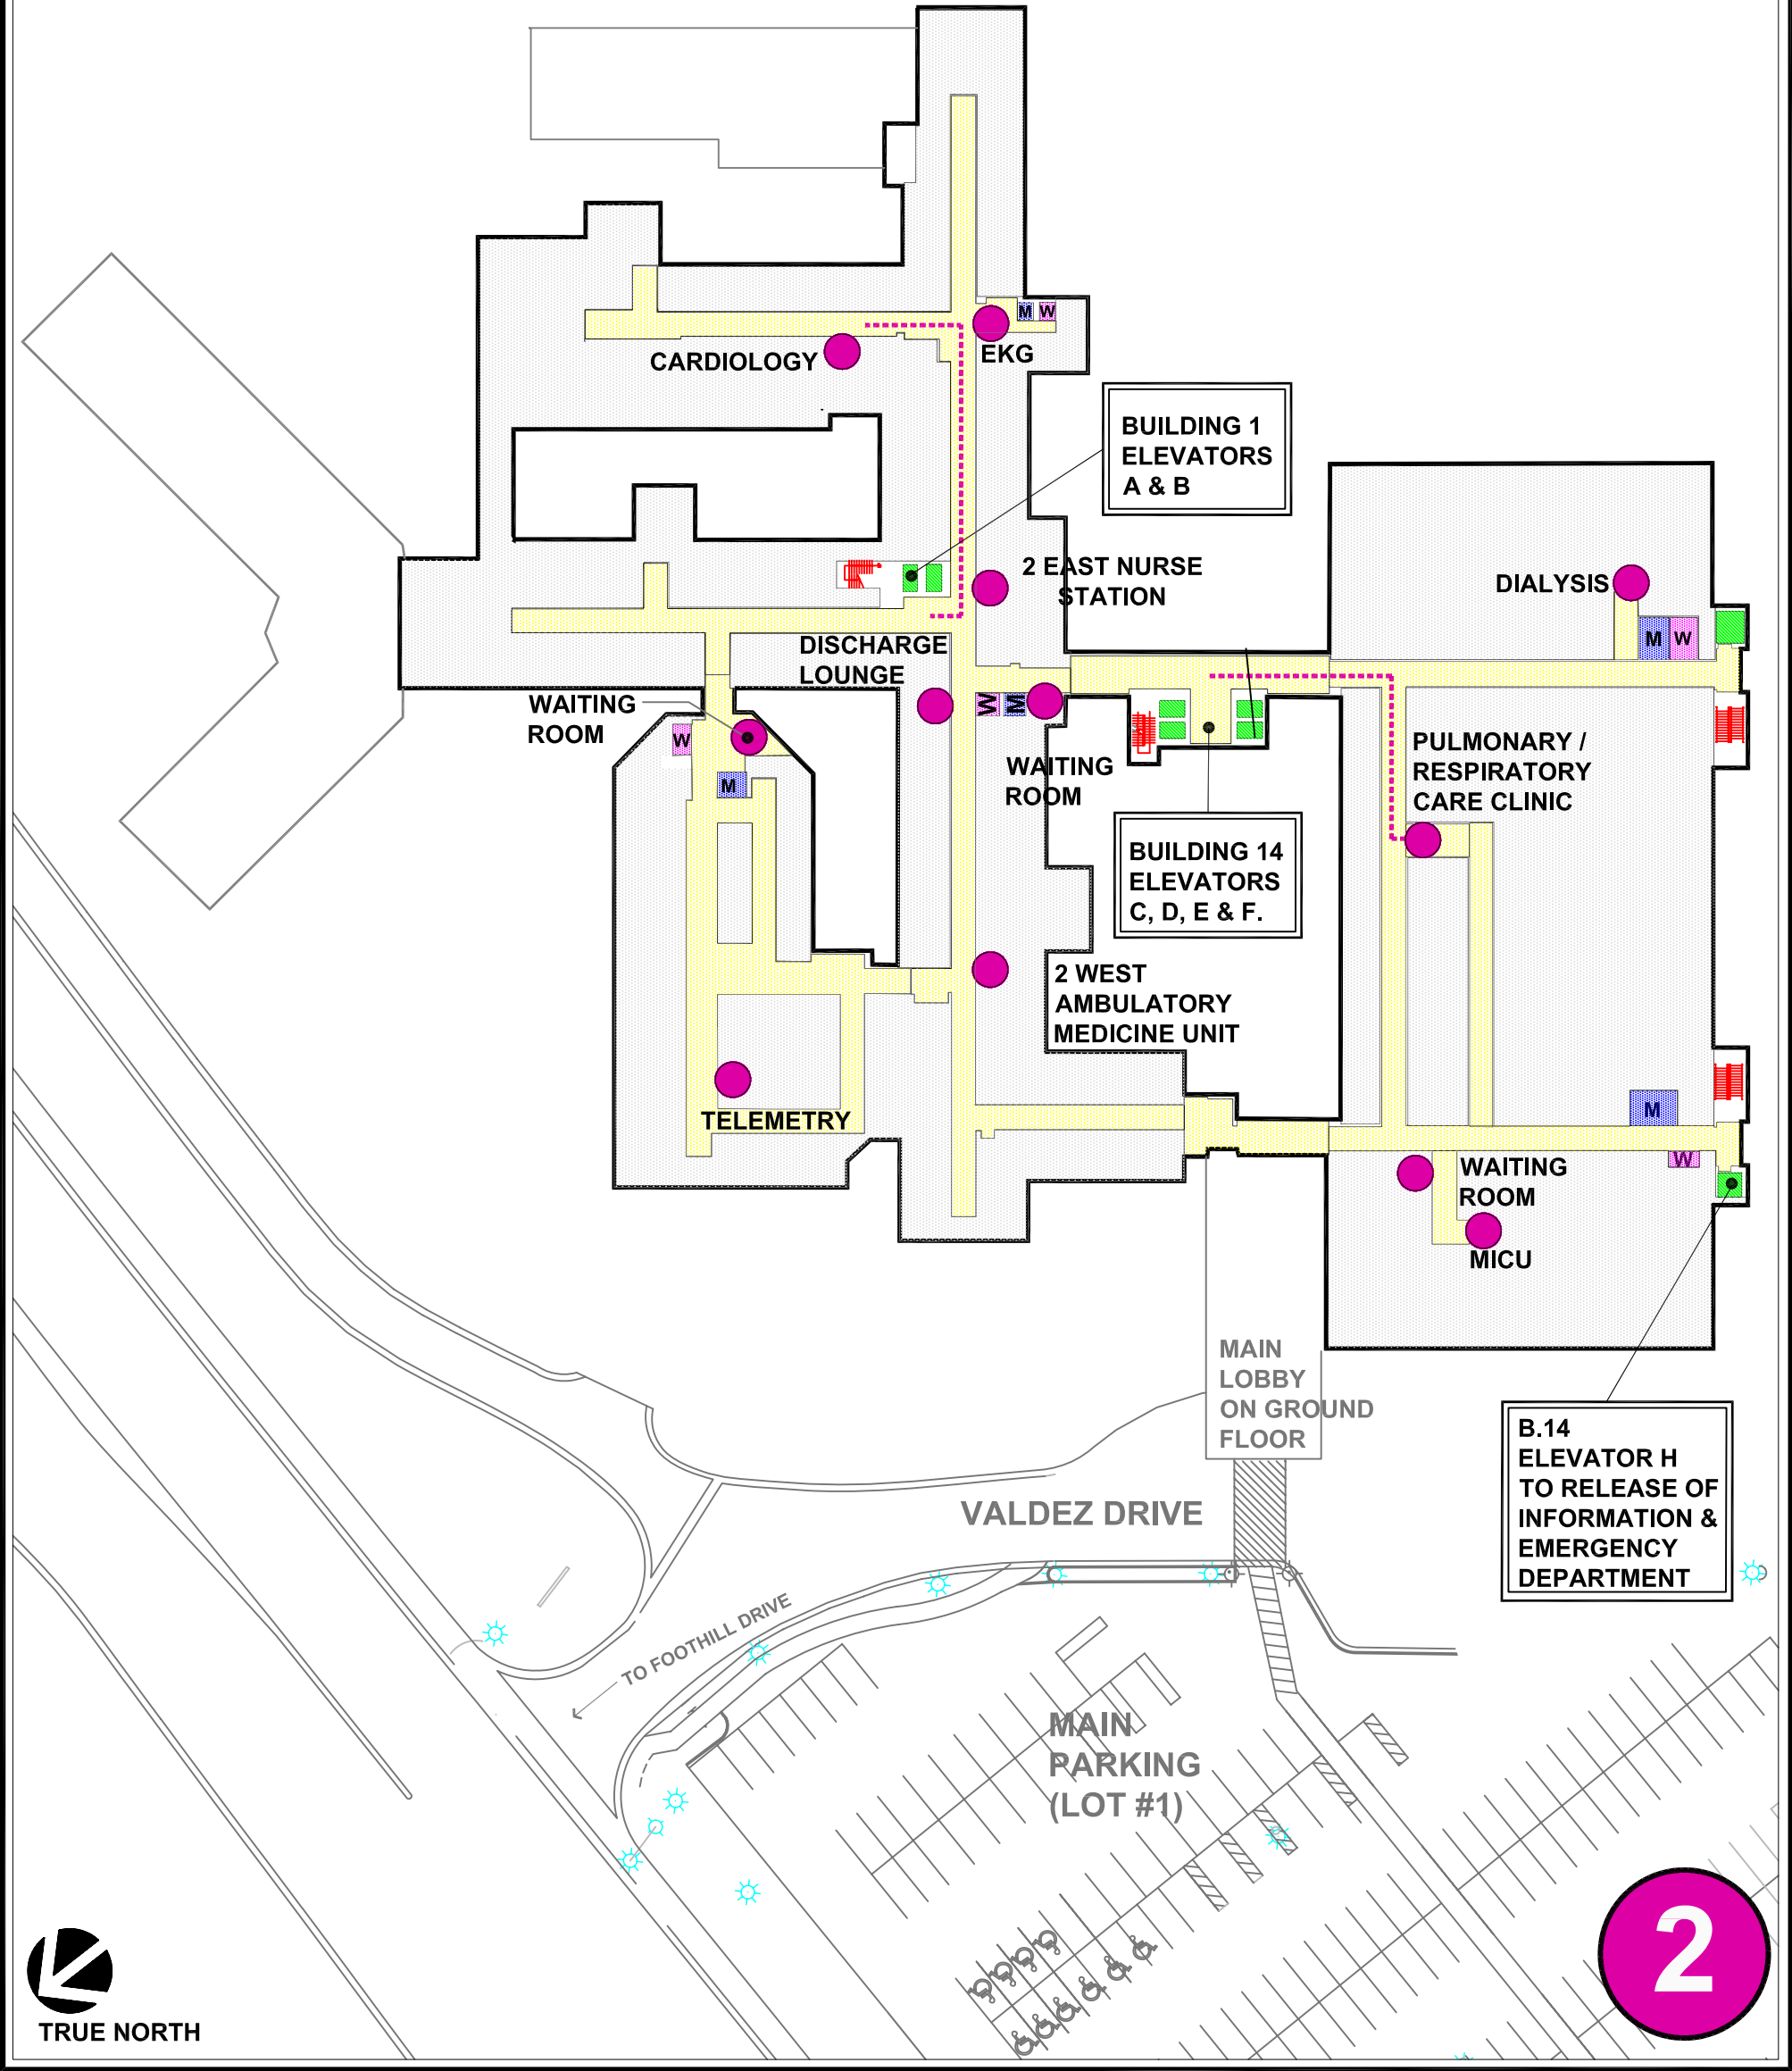 M W
CARDIOLOGY
EKG
BUILDING 1
ELEVATORS
A & B
2 EAST NURSE
STATION
DIALYSIS
M W
DISCHARGE
LOUNGE
WAITING
ROOM
W
M
W M
WAITING
ROOM
PULMONARY /
RESPIRATORY
CARE CLINIC
BUILDING 14
ELEVATORS
C, D, E & F.
2 WEST
AMBULATORY
MEDICINE UNIT
TELEMETRY
M
W
WAITING
ROOM
MICU
MAIN
LOBBY
ON GROUND
FLOOR
B.14
ELEVATOR H
TO RELEASE OF
INFORMATION &
EMERGENCY
DEPARTMENT
VALDEZ DRIVE
TO FOOTHILL DRIVE
MAIN
PARKING
(LOT #1)
2
TRUE NORTH